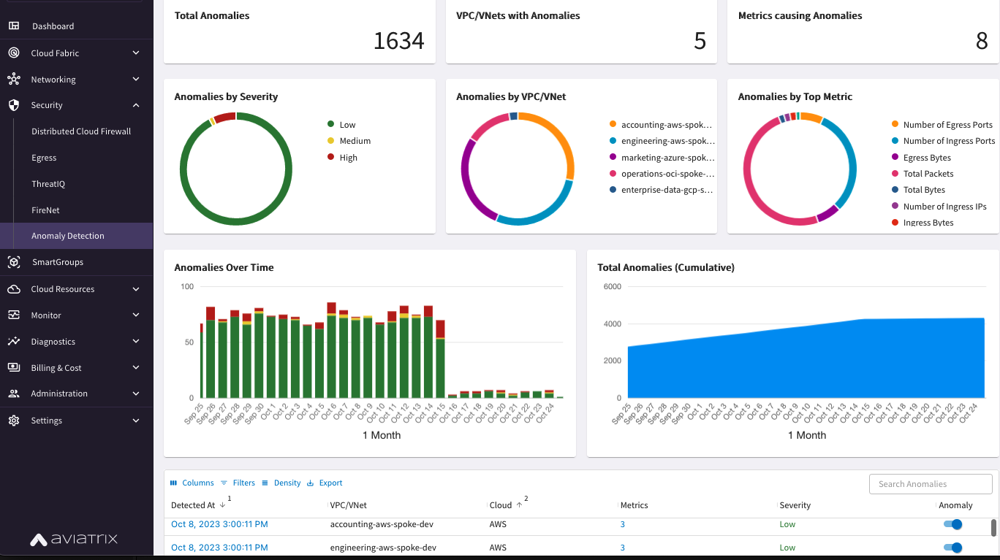 Dashboard
Cloud Fabric
Networking
Security
Distributed Cloud Firewall
Egress
ThreatIQ
FireNet
Anomaly Detection
SmartGroups
Cloud Resources
Monitor
Diagnostics
Billing & Cost
Administration
Settings
aviatrix
Total Anomalies
1634
VPC/VNets with Anomalies
5
Metrics causing Anomalies
8
Anomalies by Severity
Low
Medium
High
Anomalies by VPC/VNet
accounting-aws-spok...
engineering-aws-spok...
marketing-azure-spok...
operations-oci-spoke-...
enterprise-data-gcp-s...
Anomalies by Top Metric
Number of Egress Ports
Number of Ingress Ports
Egress Bytes
Total Packets
Total Bytes
Number of Ingress IPs
Ingress Bytes
Anomalies Over Time
100
50
0
Sep 25 Sep 26 Sep 27 Sep 28 Sep 29 Sep 30 Oct 1 Oct 2 Oct 3 Oct 4 Oct 5 Oct 6 Oct 7 Oct 8 Oct 9 Oct 10 Oct 11 Oct 12 Oct 13 Oct 14 Oct 15 Oct 16 Oct 17 Oct 18 Oct 19 Oct 20 Oct 21 Oct 22 Oct 23 Oct 24
1 Month
Total Anomalies (Cumulative)
6000
4000
2000
0
Sep 25 Sep 26 Sep 27 Sep 28 Sep 29 Sep 30 Oct 1 Oct 2 Oct 3 Oct 4 Oct 5 Oct 6 Oct 7 Oct 8 Oct 9 Oct 10 Oct 11 Oct 12 Oct 13 Oct 14 Oct 15 Oct 16 Oct 17 Oct 18 Oct 19 Oct 20 Oct 21 Oct 22 Oct 23 Oct 24
1 Month
Columns Filters Density Export
Search Anomalies
Detected At 1 VPC/VNet Cloud 2 Metrics Severity Anomaly
Oct 8, 2023 3:00:11 PM accounting-aws-spoke-dev AWS 3 Low
Oct 8, 2023 3:00:11 PM engineering-aws-spoke-dev AWS 3 Low